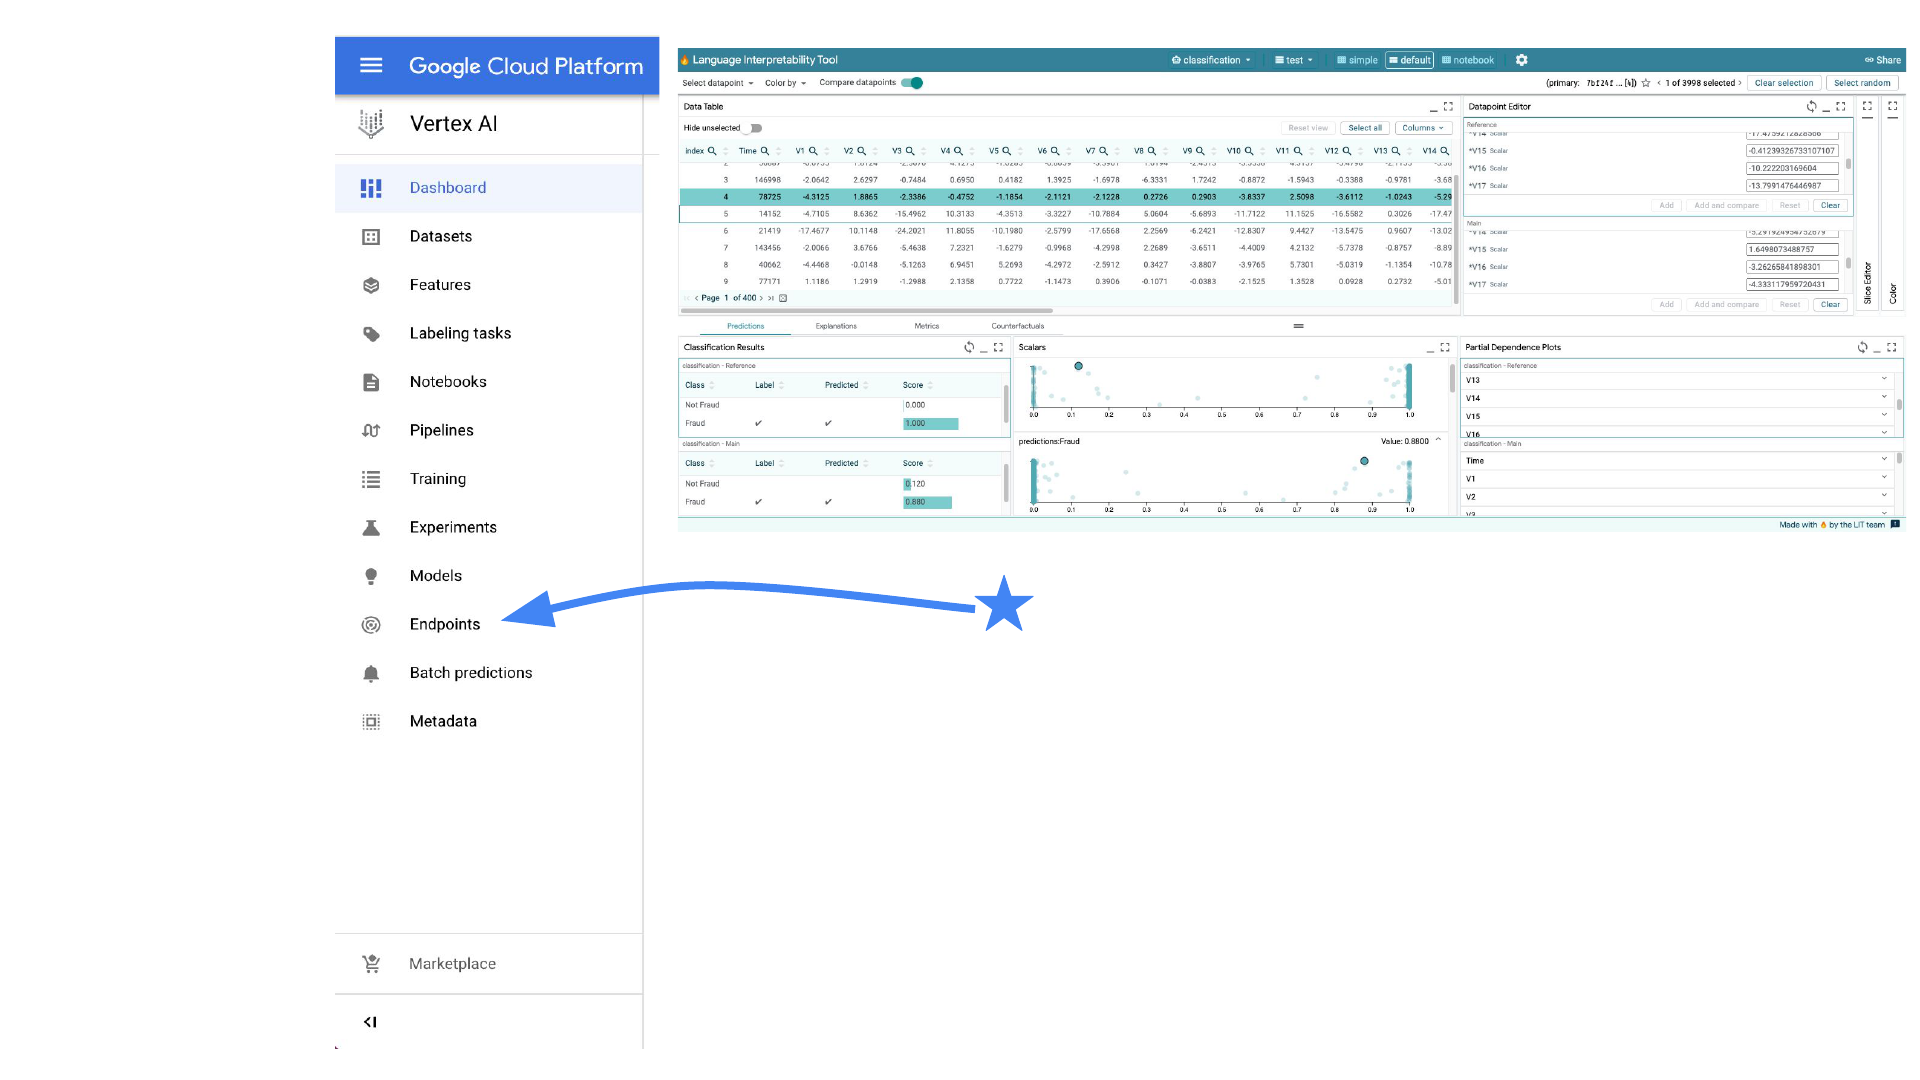 Google Cloud Platform
Vertex AI
Dashboard
Datasets
Features
Labeling tasks
Notebooks
Pipelines
Training
Experiments
Models
Endpoints
Batch predictions
Metadata
Marketplace
Language Interpretability Tool
classification
test
simple
default
notebook
Share
Select datapoint
Color by
Compare datapoints
(primary: 7bf24f ... [4])
1 of 3998 selected
Clear selection
Select random
Data Table
Hide unselected
Reset view
Select all
Columns
index Time V1 V2 V3 V4 V5 V6 V7 V8 V9 V10 V11 V12 V13 V14
3 146998 -2.0642 2.6297 -0.7484 0.6950 0.4182 1.3925 -1.6978 -6.3331 1.7242 -0.8872 -1.5943 -0.3388 -0.9781 -3.68
4 78725 -4.3125 1.8865 -2.3386 -0.4752 -1.1854 -2.1121 -2.1228 0.2726 0.2903 -3.8337 2.5098 -3.6112 -1.0243 -5.29
5 14152 -4.7105 8.6362 -15.4962 10.3133 -4.3513 -3.3227 -10.7884 5.0604 -5.6893 -11.7122 11.1525 -16.5582 0.3026 -17.47
6 21419 -17.4677 10.1148 -24.2021 11.8055 -10.1980 -2.5799 -17.6568 2.2569 -6.2421 -12.8307 9.4427 -13.5475 0.9607 -13.02
7 143456 -2.0066 3.6766 -5.4638 7.2321 -1.6279 -0.9968 -4.2998 2.2689 -3.6511 -4.4009 4.2132 -5.7378 -0.8757 -8.89
8 40662 -4.4468 -0.0148 -5.1263 6.9451 5.2693 -4.2972 -2.5912 0.3427 -3.8807 -3.9765 5.7301 -5.0319 -1.1354 -10.78
9 77171 1.1186 1.2919 -1.2988 2.1358 0.7722 -1.1473 0.3906 -0.1071 -0.0383 -2.1525 1.3528 0.0928 0.2732 -5.01
Page 1 of 400
Datapoint Editor
Reference
*V14 Scalar -17.4759212828566
*V15 Scalar -0.41239326733107107
*V16 Scalar -10.222203169604
*V17 Scalar -13.7991476446987
Add
Add and compare
Reset
Clear
Main
*V14 Scalar -5.291924954752679
*V15 Scalar 1.6498073488757
*V16 Scalar -3.26265841898301
*V17 Scalar -4.333117959720431
Add
Add and compare
Reset
Clear
Slice Editor
Color
Predictions
Explanations
Metrics
Counterfactuals
Classification Results
classification - Reference
Class Label Predicted Score
Not Fraud 0.000
Fraud ✔ ✔ 1.000
classification - Main
Class Label Predicted Score
Not Fraud 0.120
Fraud ✔ ✔ 0.880
Scalars
0.0 0.1 0.2 0.3 0.4 0.5 0.6 0.7 0.8 0.9 1.0
predictions:Fraud
Value: 0.8800
0.0 0.1 0.2 0.3 0.4 0.5 0.6 0.7 0.8 0.9 1.0
Partial Dependence Plots
classification - Reference
V13
V14
V15
V16
classification - Main
Time
V1
V2
V3
Made with 🔥 by the LIT team